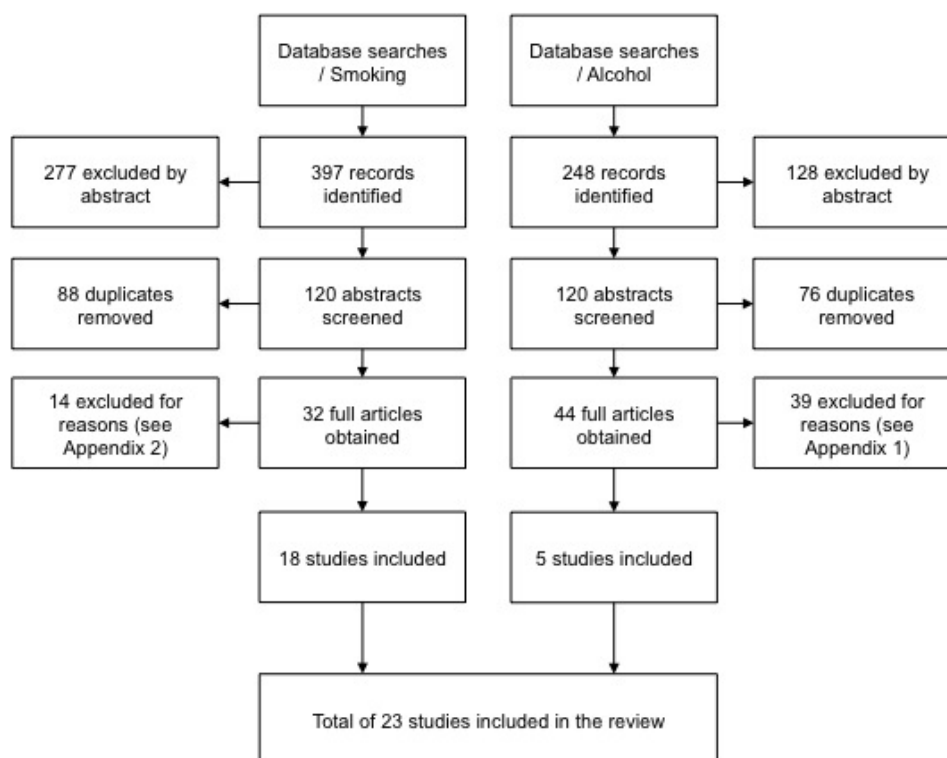 Database searches
/ Smoking
Database searches
/ Alcohol
277 excluded by
abstract
397 records
identified
248 records
identified
128 excluded by
abstract
88 duplicates
removed
120 abstracts
screened
120 abstracts
screened
76 duplicates
removed
14 excluded for
reasons (see
Appendix 2)
32 full articles
obtained
44 full articles
obtained
39 excluded for
reasons (see
Appendix 1)
18 studies included
5 studies included
Total of 23 studies included in the review